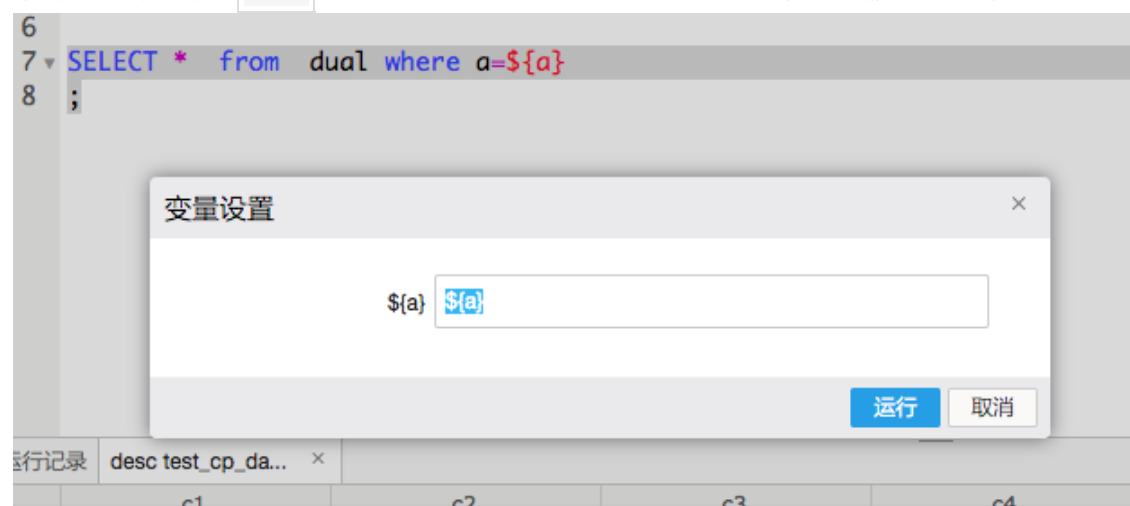 6
7 SELECT * from dual where a=${a}
8 ;
变量设置 ×
${a} ${a}
运行 取消
运行记录 desc test_cp_da... ×
c1 c2 c3 c4